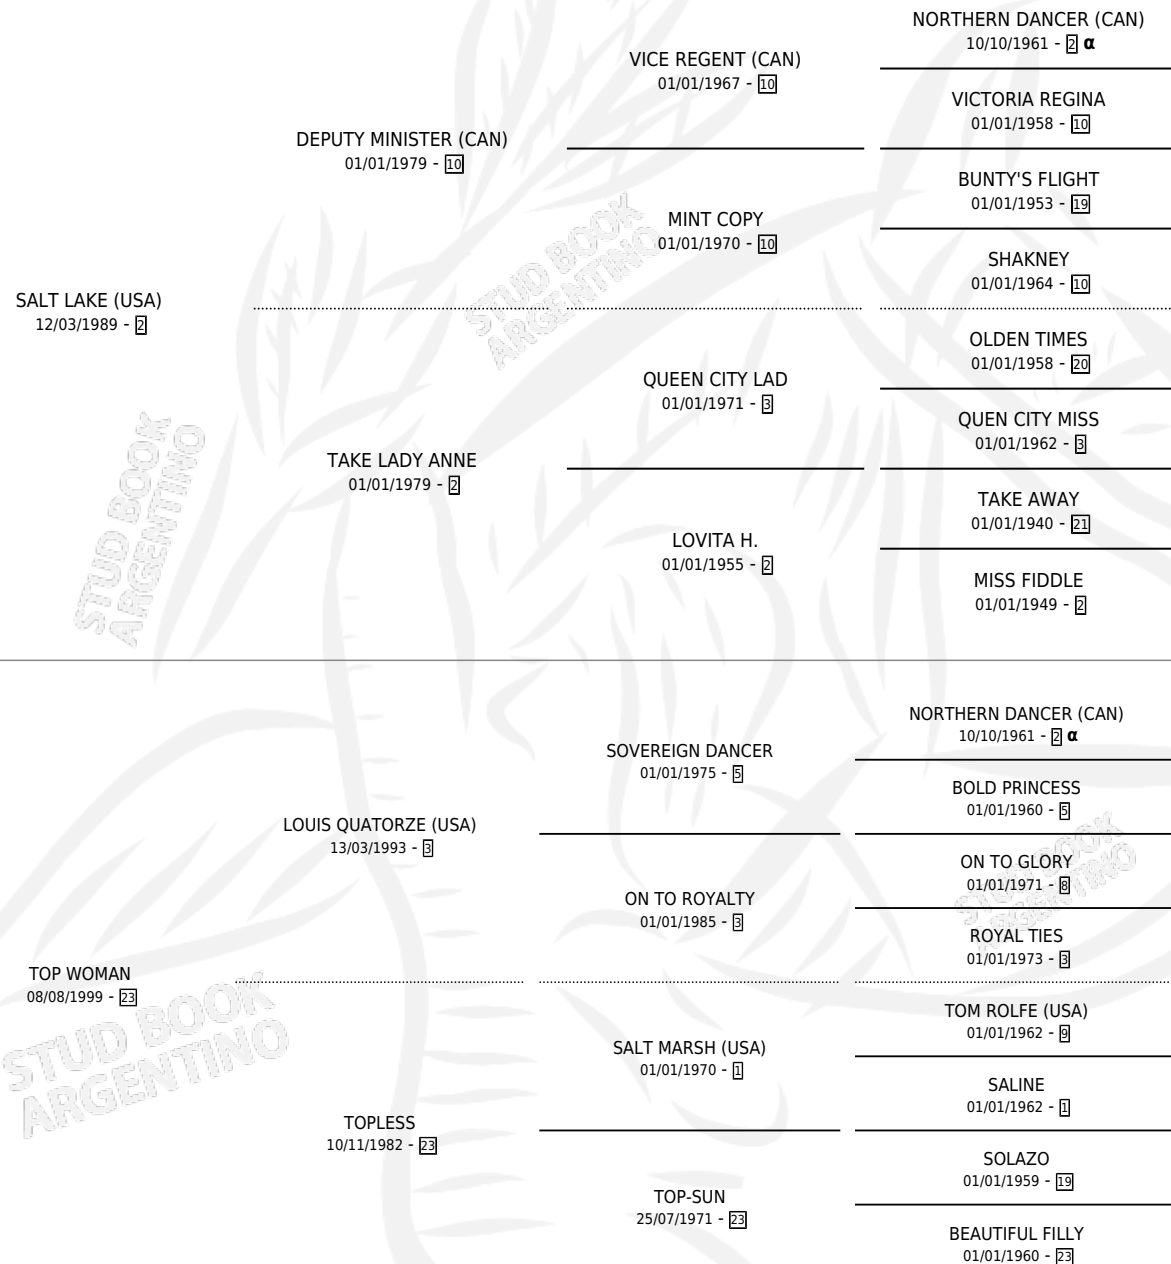 NORTHERN DANCER (CAN)
10/10/1961 - 2 α
VICE REGENT (CAN)
01/01/1967 - 10
VICTORIA REGINA
01/01/1958 - 10
DEPUTY MINISTER (CAN)
01/01/1979 - 10
BUNTY'S FLIGHT
01/01/1953 - 19
MINT COPY
01/01/1970 - 10
SHAKNEY
01/01/1964 - 10
SALT LAKE (USA)
12/03/1989 - 2
OLDEN TIMES
01/01/1958 - 20
QUEEN CITY LAD
01/01/1971 - 3
QUEN CITY MISS
01/01/1962 - 3
TAKE LADY ANNE
01/01/1979 - 2
TAKE AWAY
01/01/1940 - 21
LOVITA H.
01/01/1955 - 2
MISS FIDDLE
01/01/1949 - 2
NORTHERN DANCER (CAN)
10/10/1961 - 2 α
SOVEREIGN DANCER
01/01/1975 - 5
BOLD PRINCESS
01/01/1960 - 5
LOUIS QUATORZE (USA)
13/03/1993 - 3
ON TO GLORY
01/01/1971 - 8
ON TO ROYALTY
01/01/1985 - 3
ROYAL TIES
01/01/1973 - 3
TOP WOMAN
08/08/1999 - 23
TOM ROLFE (USA)
01/01/1962 - 9
SALT MARSH (USA)
01/01/1970 - 1
SALINE
01/01/1962 - 1
TOPLESS
10/11/1982 - 23
SOLAZO
01/01/1959 - 19
TOP-SUN
25/07/1971 - 23
BEAUTIFUL FILLY
01/01/1960 - 23
STUD BOOK
ARGENTINO
STUD BOOK
ARGENTINO
STUD BOOK
ARGENTINO
STUD BOOK
ARGENTINO